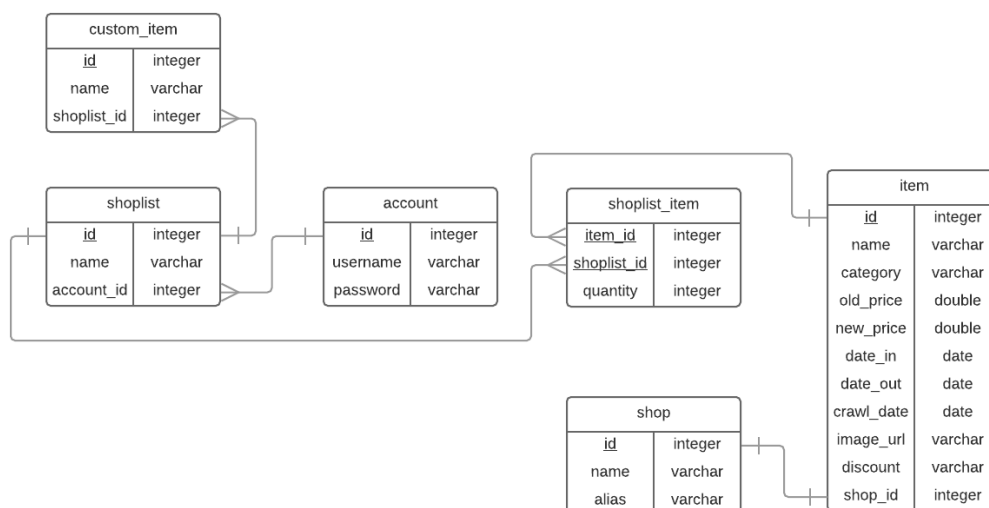 custom_item
id integer
name varchar
shoplist_id integer
shoplist
id integer
name varchar
account_id integer
account
id integer
username varchar
password varchar
shoplist_item
item_id integer
shoplist_id integer
quantity integer
item
id integer
name varchar
category varchar
old_price double
new_price double
date_in date
date_out date
crawl_date date
image_url varchar
discount varchar
shop_id integer
shop
id integer
name varchar
alias varchar